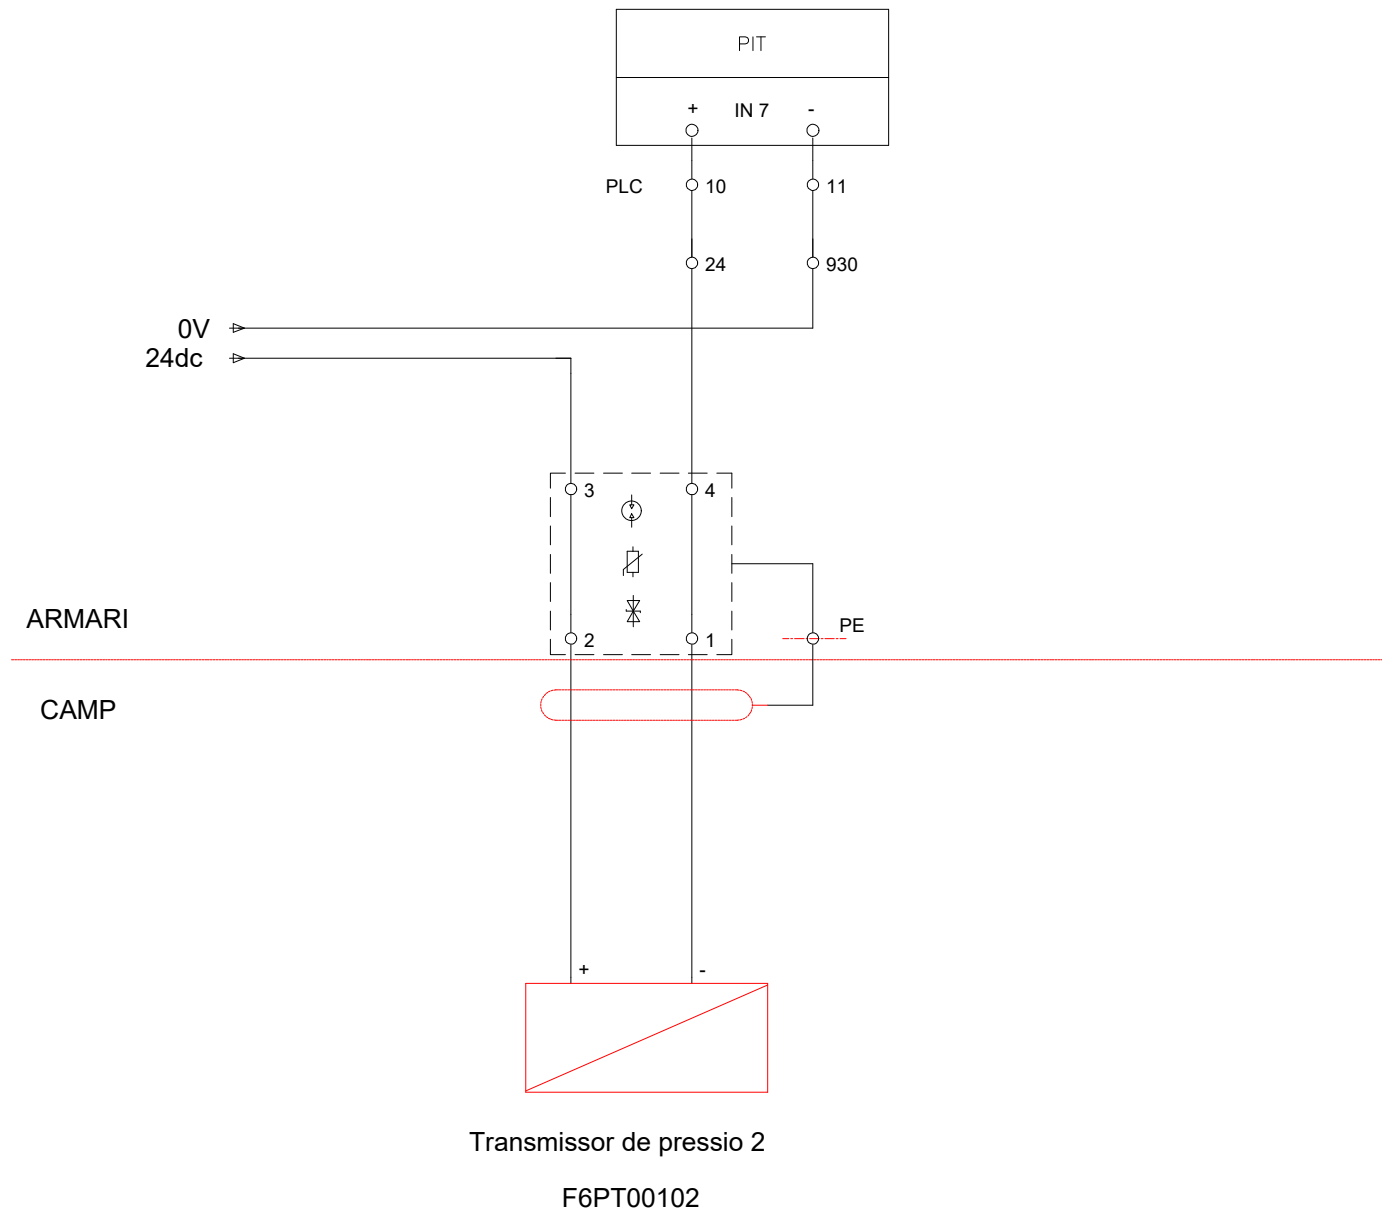 PIT
+ IN 7 -
PLC 10 11
24 930
0V
24dc
3 4
ARMARI
PE
2 1
CAMP
+ -
Transmissor de pressio 2
F6PT00102